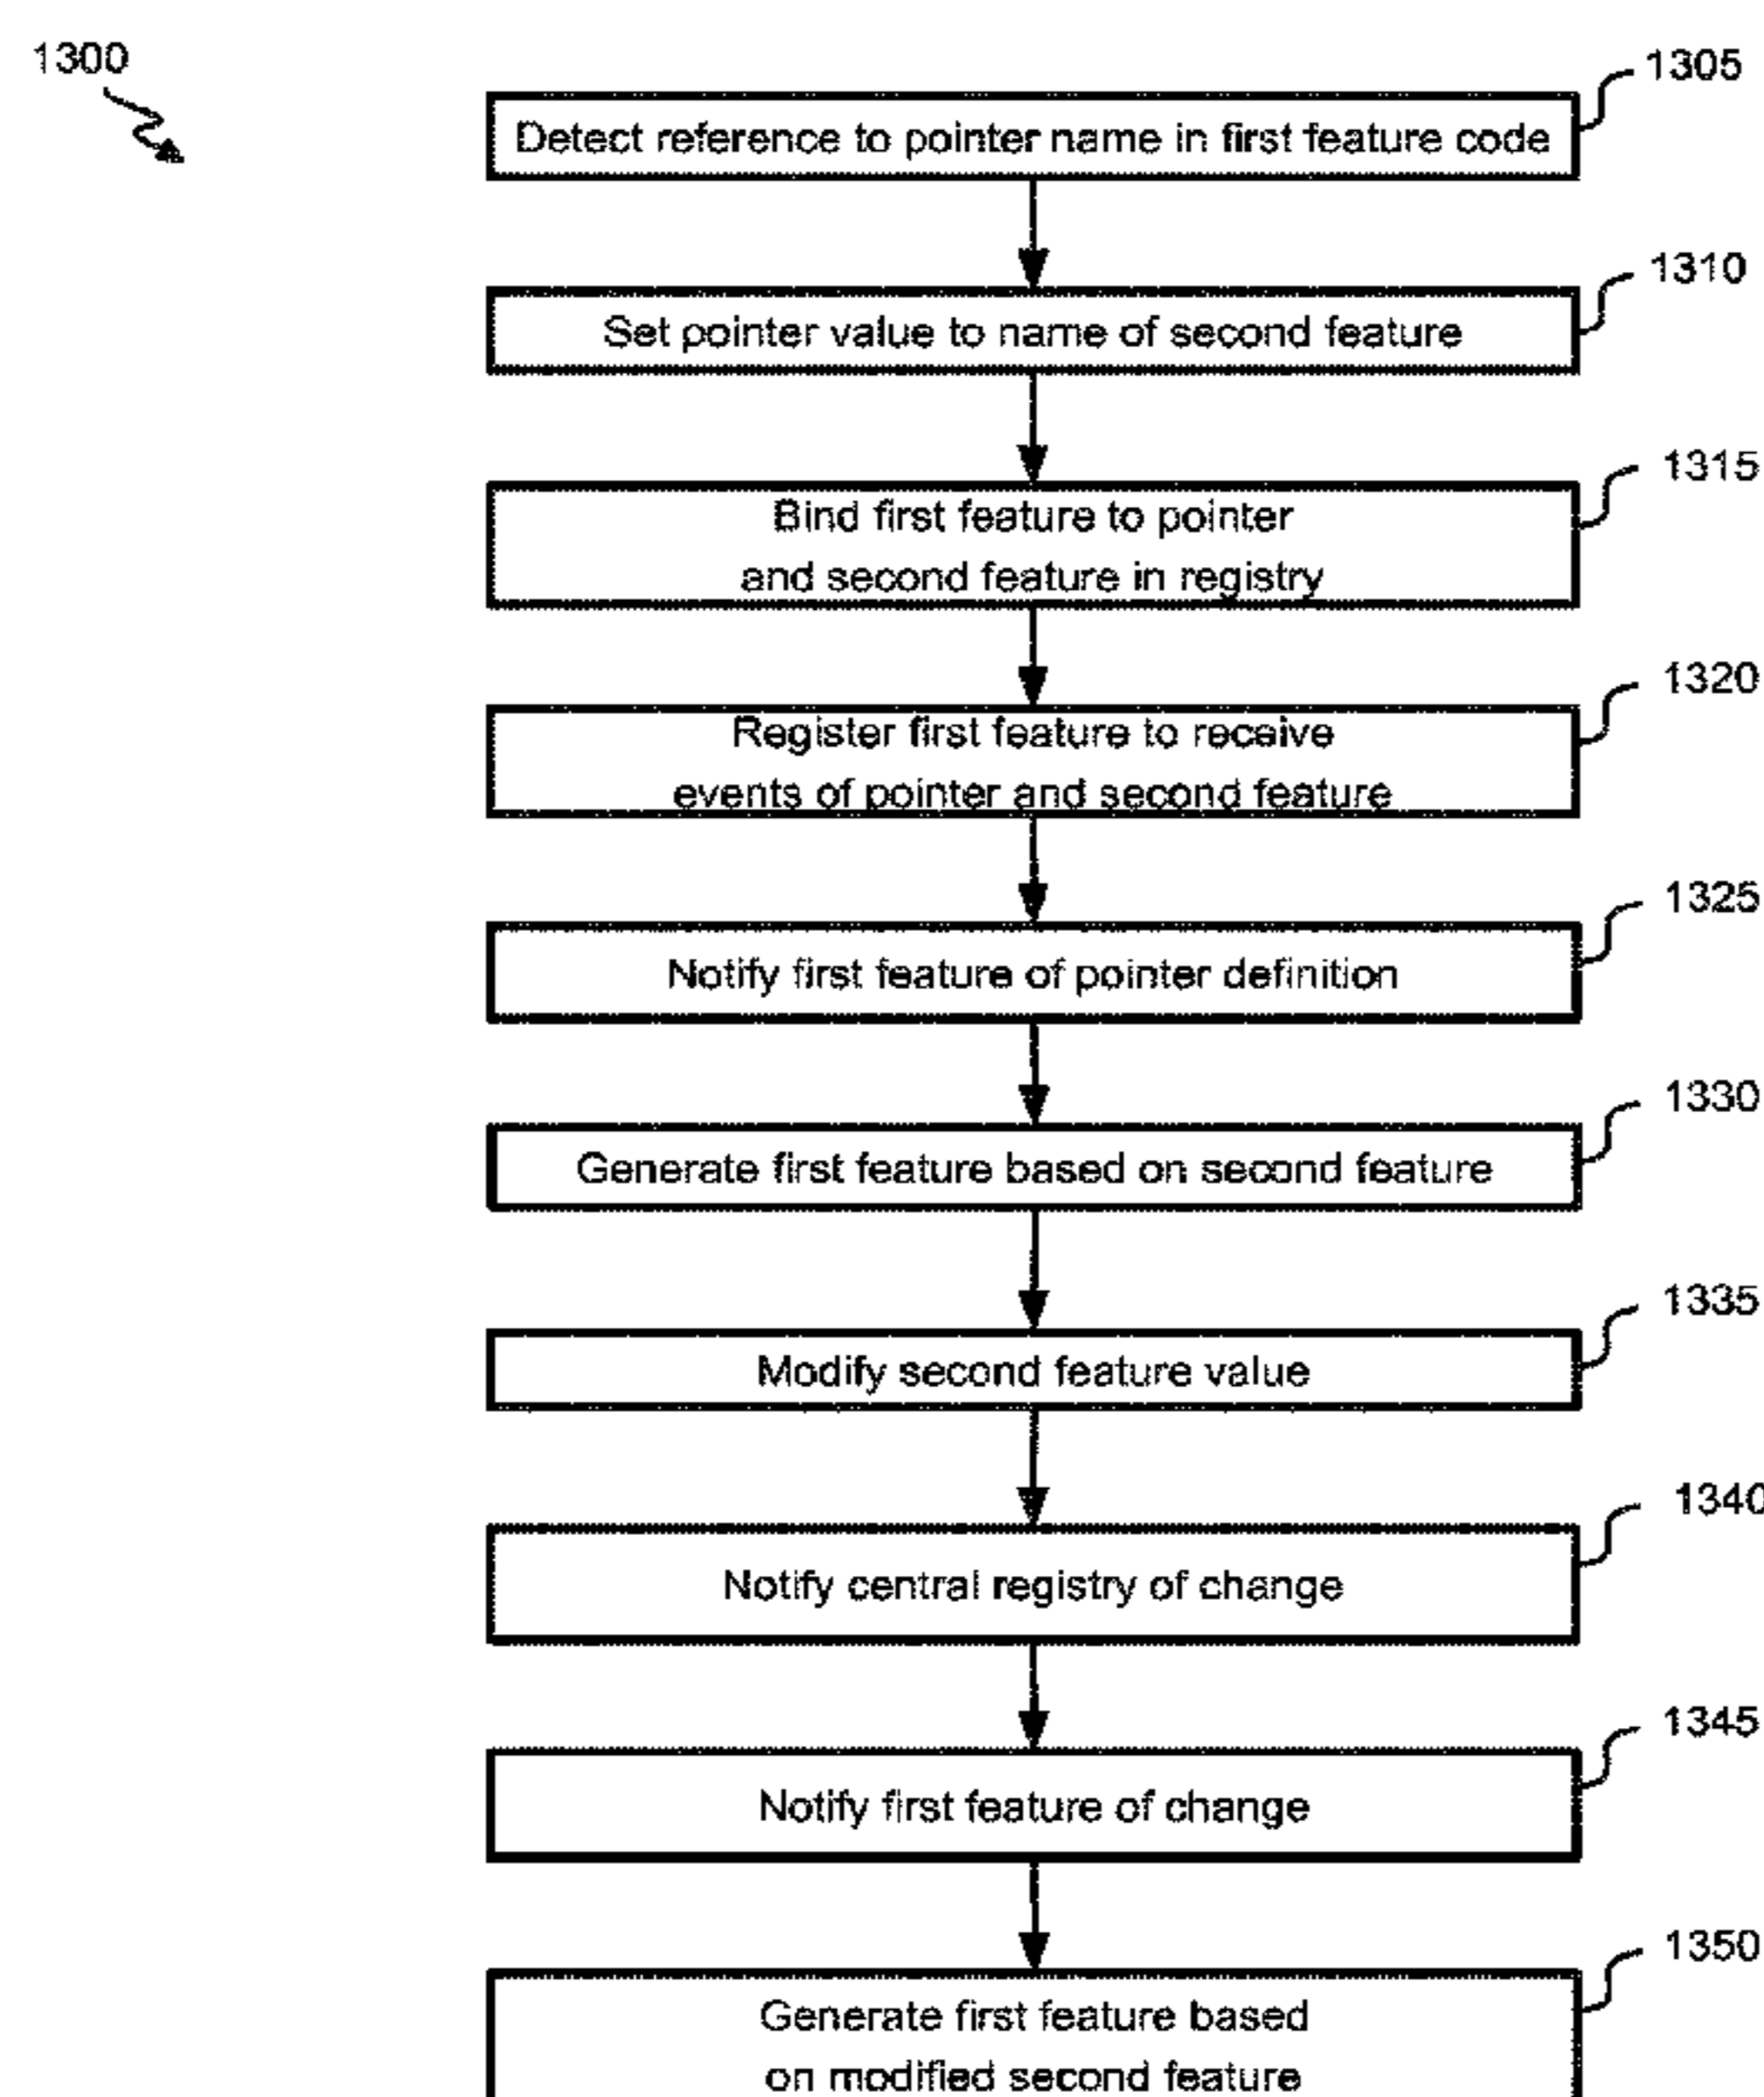 1300
1305
Detect reference to pointer name in first feature code
1310
Set pointer value to name of second feature
1315
Bind first feature to pointer
and second feature in registry
1320
Register first feature to receive
events of pointer and second feature
1325
Notify first feature of pointer definition
1330
Generate first feature based on second feature
1335
Modify second feature value
1340
Notify central registry of change
1345
Notify first feature of change
1350
Generate first feature based
on modified second feature